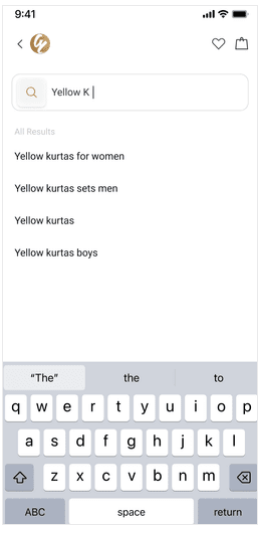 9:41
Yellow K
All Results
Yellow kurtas for women
Yellow kurtas sets men
Yellow kurtas
Yellow kurtas boys
“The” the to
q w e r t y u i o p
a s d f g h j k l
z x c v b n m
ABC space return